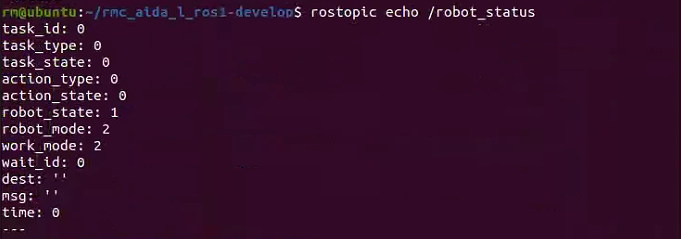 rm@ubuntu:~/rmc_aida_l_ros1-develop$ rostopic echo /robot_status
task_id: 0
task_type: 0
task_state: 0
action_type: 0
action_state: 0
robot_state: 1
robot_mode: 2
work_mode: 2
wait_id: 0
dest: ''
msg: ''
time: 0
---